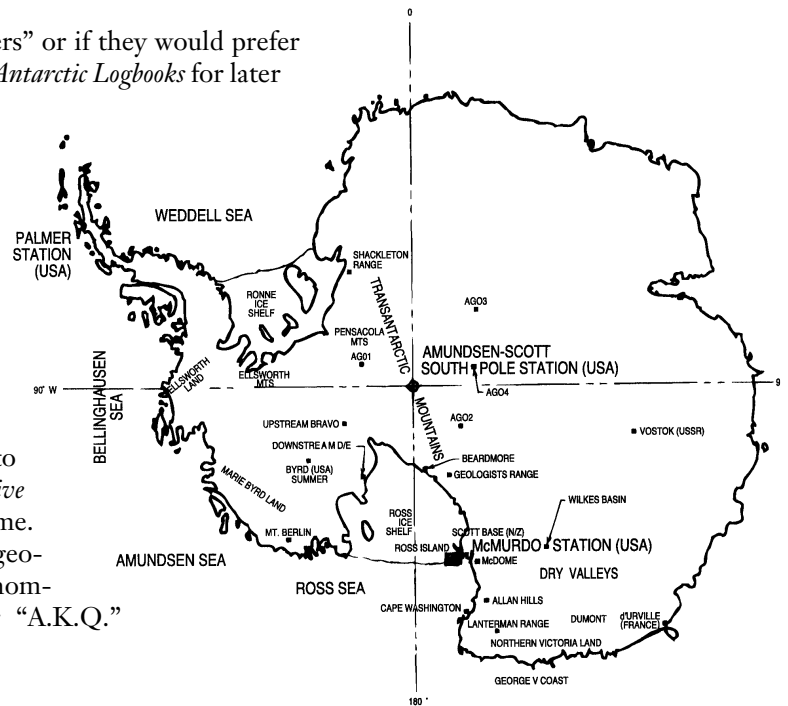 ers” or if they would prefer
Antarctic Logbooks for later
to
ive
me.
geo-
nom-
“A.K.Q.”
0
WEDDELL SEA
PALMER
STATION
(USA)
SHACKLETON
RANGE
RONNE
ICE
SHELF
TRANSANTARCTIC
MOUNTAINS
AGO3
PENSACOLA
MTS
AG01
AMUNDSEN-SCOTT
SOUTH POLE STATION (USA)
ELLSWORTH
LAND
ELLSWORTH
MTS
90° W
9
AGO4
BELLINGHAUSEN
SEA
UPSTREAM BRAVO
AGO2
VOSTOK (USSR)
DOWNSTREAM D/E
BYRD (USA)
SUMMER
BEARDMORE
GEOLOGISTS RANGE
MARIE BYRD LAND
WILKES BASIN
ROSS
ICE
SHELF
MT. BERLIN
SCOTT BASE (N/Z)
ROSS ISLAND
McMURDO STATION (USA)
AMUNDSEN SEA
McDOME
DRY VALLEYS
ROSS SEA
ALLAN HILLS
CAPE WASHINGTON
LANTERMAN RANGE
DUMONT d'URVILLE
(FRANCE)
NORTHERN VICTORIA LAND
GEORGE V COAST
180 °